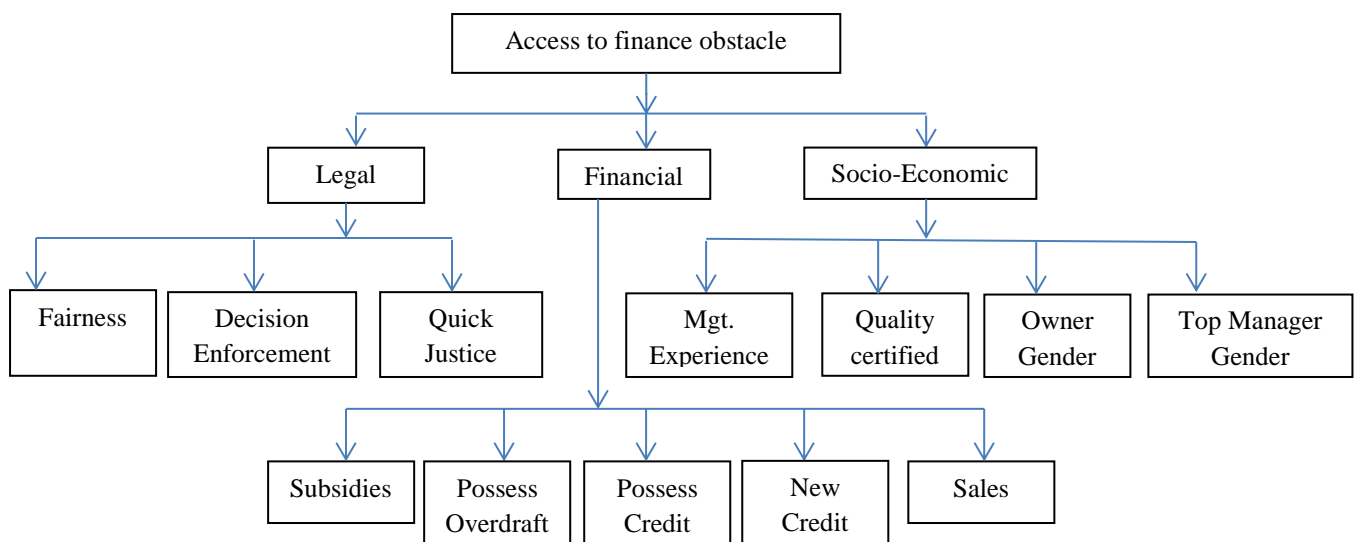 Access to finance obstacle
Legal
Financial
Socio-Economic
Fairness
Decision
Enforcement
Quick
Justice
Mgt.
Experience
Quality
certified
Owner
Gender
Top Manager
Gender
Subsidies
Possess
Overdraft
Possess
Credit
New
Credit
Sales